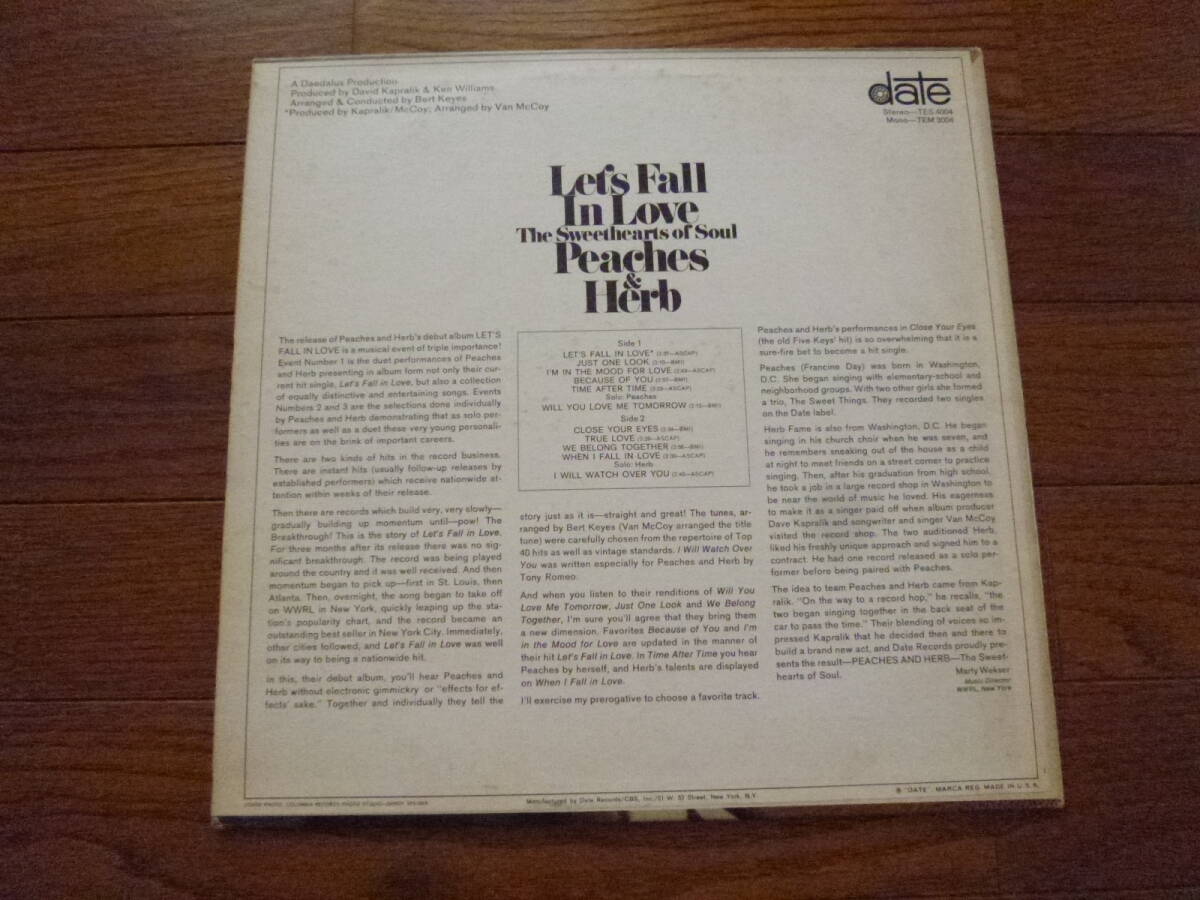 A Daedalus Production
Produced by David Kapralik & Ken Williams
Arranged & Conducted by Bert Keyes
*Produced by Kapralik/McCoy; Arranged by Van McCoy
date
Stereo—TES 4004
Mono—TEM 3004
Let's Fall
In Love
The Sweethearts of Soul
Peaches
&
Herb
The release of Peaches and Herb's debut album LET'S
FALL IN LOVE is a musical event of triple importance!
Event Number 1 is the duet performances of Peaches
and Herb presenting in album form not only their cur-
rent hit single, Let's Fall in Love, but also a collection
of equally distinctive and entertaining songs. Events
Numbers 2 and 3 are the selections done individually
by Peaches and Herb demonstrating that as solo per-
formers as well as a duet these very young personali-
ties are on the brink of important careers.
There are two kinds of hits in the record business.
There are instant hits (usually follow-up releases by
established performers) which receive nationwide at-
tention within weeks of their release.
Then there are records which build very, very slowly—
gradually building up momentum until—pow! The
Breakthrough! This is the story of Let's Fall in Love.
For three months after its release there was no sig-
nificant breakthrough. The record was being played
around the country and it was well received. And then
momentum began to pick up—first in St. Louis, then
Atlanta. Then, overnight, the song began to take off
on WWRL in New York, quickly leaping up the sta-
tion's popularity chart, and the record became an
outstanding best seller in New York City. Immediately,
other cities followed, and Let's Fall in Love was well
on its way to being a nationwide hit.
In this, their debut album, you'll hear Peaches and
Herb without electronic gimmickry or "effects for ef-
fects' sake." Together and individually they tell the
Side 1
LET'S FALL IN LOVE* —ASCAP)
JUST ONE LOOK —BMI)
I'M IN THE MOOD FOR LOVE —ASCAP)
BECAUSE OF YOU —BMI)
TIME AFTER TIME —ASCAP)
Solo: Peaches
WILL YOU LOVE ME TOMORROW —BMI)
Side 2
CLOSE YOUR EYES —BMI)
TRUE LOVE —ASCAP)
WE BELONG TOGETHER —BMI)
WHEN I FALL IN LOVE —ASCAP)
Solo: Herb
I WILL WATCH OVER YOU —ASCAP)
story just as it is—straight and great! The tunes, ar-
ranged by Bert Keyes (Van McCoy arranged the title
tune) were carefully chosen from the repertoire of Top
40 hits as well as vintage standards. I Will Watch Over
You was written especially for Peaches and Herb by
Tony Romeo.
And when you listen to their renditions of Will You
Love Me Tomorrow, Just One Look and We Belong
Together, I'm sure you'll agree that they bring them
a new dimension. Favorites Because of You and I'm
in the Mood for Love are updated in the manner of
their hit Let's Fall in Love. In Time After Time you hear
Peaches by herself, and Herb's talents are displayed
on When I Fall in Love.
I'll exercise my prerogative to choose a favorite track.
Peaches and Herb's performances in Close Your Eyes
(the old Five Keys' hit) is so overwhelming that it is a
sure-fire bet to become a hit single.
Peaches (Francine Day) was born in Washington,
D.C. She began singing with elementary-school and
neighborhood groups. With two other girls she formed
a trio, The Sweet Things. They recorded two singles
on the Date label.
Herb Fame is also from Washington, D.C. He began
singing in his church choir when he was seven, and
he remembers sneaking out of the house as a child
at night to meet friends on a street corner to practice
singing. Then, after his graduation from high school,
he took a job in a large record shop in Washington to
be near the world of music he loved. His eagerness
to make it as a singer paid off when album producer
Dave Kapralik and songwriter and singer Van McCoy
visited the record shop. The two auditioned Herb,
liked his freshly unique approach and signed him to a
contract. He had one record released as a solo per-
former before being paired with Peaches.
The idea to team Peaches and Herb came from Kap-
ralik. "On the way to a record hop," he recalls, "the
two began singing together in the back seat of the
car to pass the time." Their blending of voices so im-
pressed Kapralik that he decided then and there to
build a brand new act, and Date Records proudly pre-
sents the result—PEACHES AND HERB—The Sweet-
hearts of Soul.
Marty Wekser
Music Director
WWRL, New York
COVER PHOTO: COLUMBIA RECORDS PHOTO STUDIO
Manufactured by Date Records/CBS, Inc./51 W. 52 Street, New York, N.Y.
® "DATE", MARCA REG. MADE IN U.S.A.